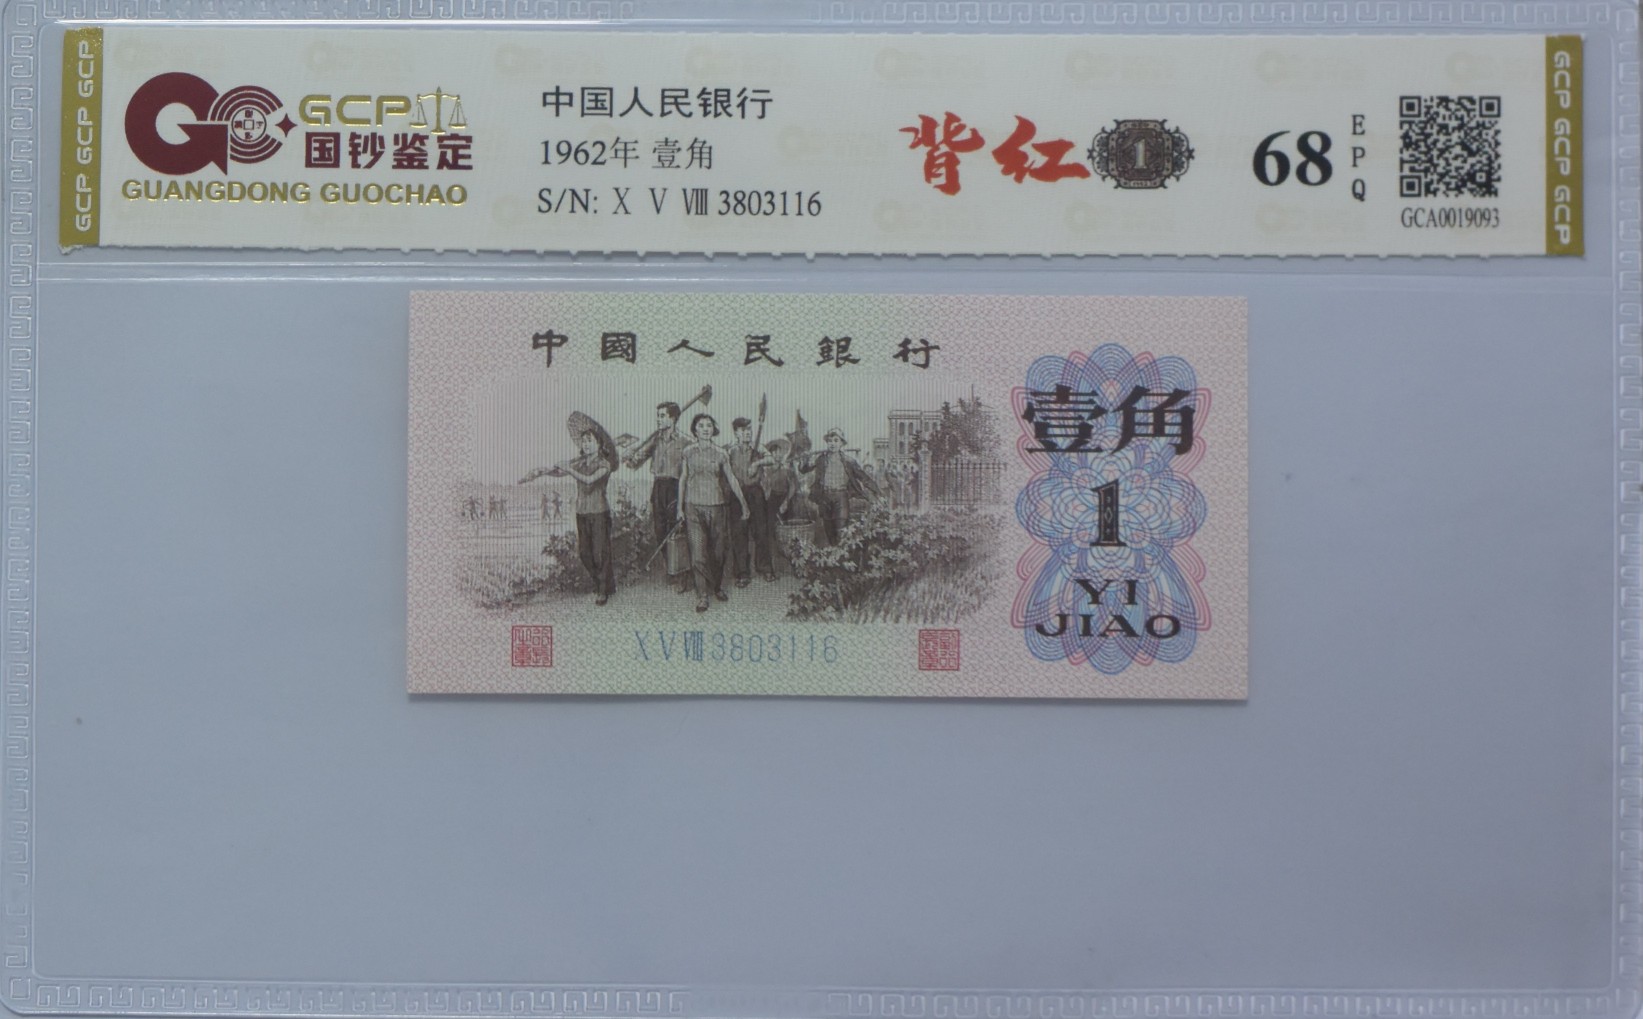 GCP GCP GCP
GCP
国钞鉴定
GUANGDONG GUOCHAO
中国人民银行
1962年 壹角
S/N: X V Ⅷ 3803116
背红
1
68
EPQ
GCA0019093
GCP GCP GCP
中國人民銀行
壹角
1
YI
JIAO
X V Ⅷ 3803116